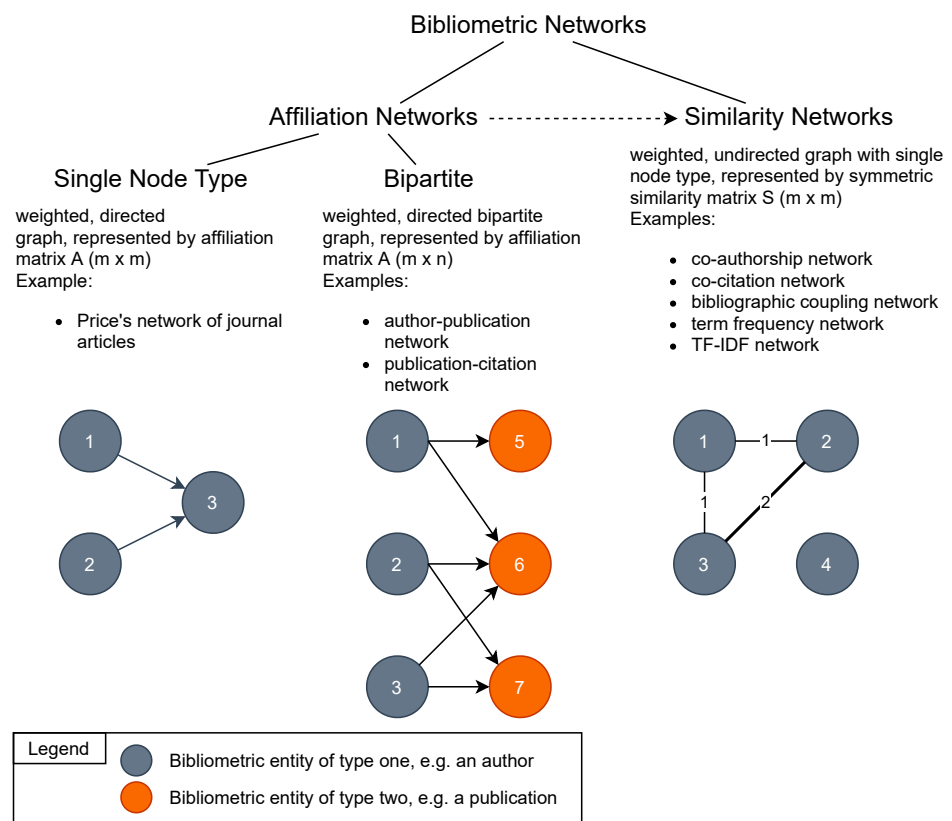 Bibliometric Networks
Affiliation Networks
Similarity Networks
Single Node Type
Bipartite
weighted, directed
graph, represented by affiliation
matrix A (m x m)
Example:
• Price's network of journal
articles
weighted, directed bipartite
graph, represented by affiliation
matrix A (m x n)
Examples:
• author-publication
network
• publication-citation
network
weighted, undirected graph with single
node type, represented by symmetric
similarity matrix S (m x m)
Examples:
• co-authorship network
• co-citation network
• bibliographic coupling network
• term frequency network
• TF-IDF network
1
3
2
1
5
2
6
3
7
1
1
2
1
2
3
4
Legend
Bibliometric entity of type one, e.g. an author
Bibliometric entity of type two, e.g. a publication